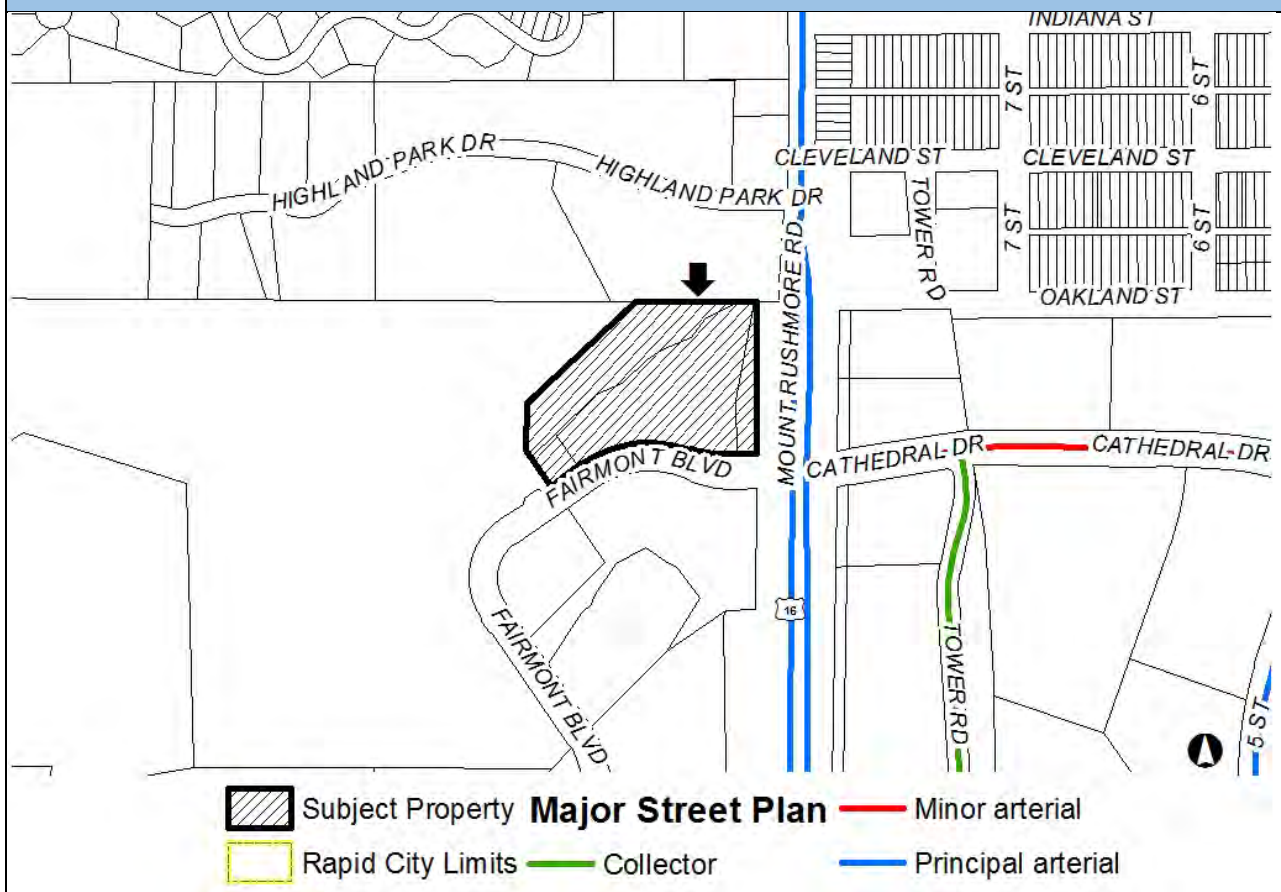 INDIANA ST
7 ST
6 ST
HIGHLAND PARK DR
HIGHLAND PARK DR
CLEVELAND ST
CLEVELAND ST
TOWER RD
7 ST
6 ST
OAKLAND ST
MOUNT RUSHMORE RD
FAIRMONT BLVD
CATHEDRAL DR
CATHEDRAL DR
FAIRMONT BLVD
16
TOWER RD
5 ST
Subject Property Major Street Plan Minor arterial
Rapid City Limits Collector Principal arterial